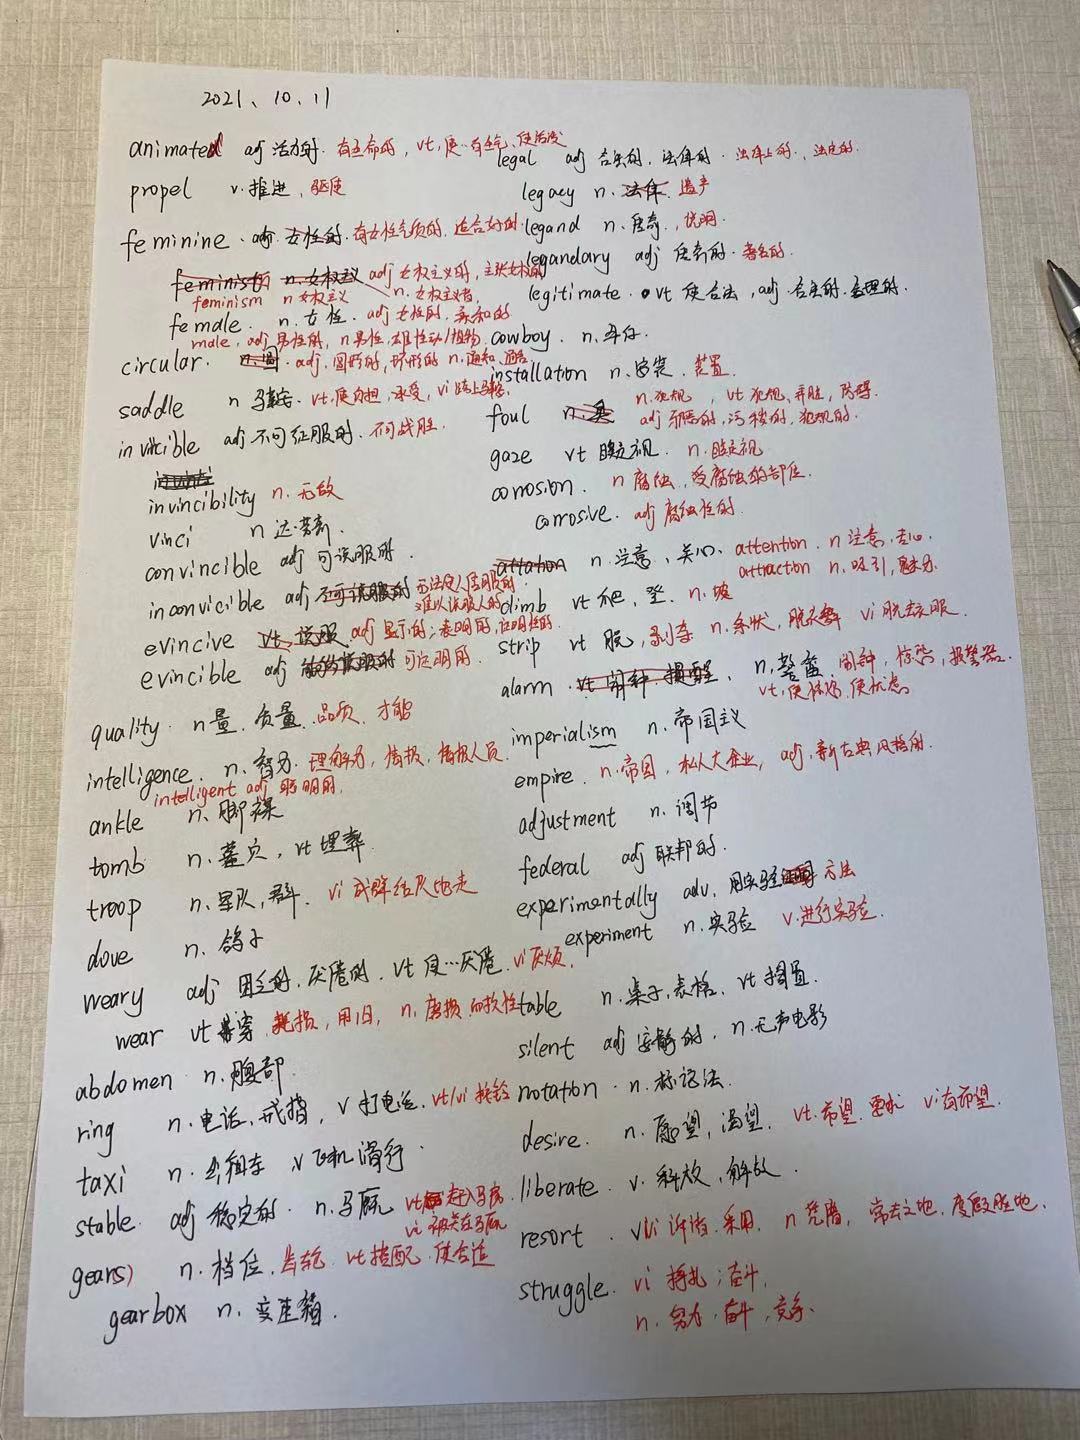 2021、10、11
animated adj 活力的. 有生命的, vt, 使…有生气、使活泼
propel v. 推进, 驱使
feminine. adj. 女性的. 有女性气质的, 适合女的.
feminist n. 女权主义 adj 女权主义的, 主张女权的
feminism n 女权主义 n. 女权主义者,
female. n. 女性. adj 女性的,
male, adj 男性的, n 男性, 雄性动/植物
circular. n. 圆. adj. 圆形的, 环形的 n. 通知,
saddle n 马鞍. vt, 使负担, 承受, vi 跨上马鞍.
invincible adj 不可征服的. 不可战胜.
invincibility n. 无敌
vinci n 达·芬奇.
convincible adj 可说服的.
inconvicible adj 不可说服的 无法使人信服的
难以说服人的
evincive vt. 说服. adj 显示的; 表明的, 证明性的.
evincible adj 可证明的.
quality. n 量. 质量. 品质. 才能
intelligence. n. 智力. 理解力, 情报, 情报人员.
intelligent adj 聪明的.
ankle n. 脚裸
tomb n. 墓穴, vt 埋葬.
troop n. 军队, 群. vi 成群结队地走
dove n. 鸽子
weary adj 困乏的. 厌倦的. vt 使…厌倦. vi 厌烦.
wear vt 穿 耗损, 用旧, n. 磨损. 耐久性
abdomen n. 腹部.
ring n. 电话. 戒指, v 打电话. vt/vi 按铃
taxi n. 出租车 v 飞机滑行.
stable. adj 稳定的. n. 马厩. vt 赶入马房.
vi 被关在马厩
gear(s) n. 档位. 齿轮 vt 搭配. 使合适
gearbox n. 变速箱.
legal adj 合法的, 法律的. 法律上的., 法定的.
legacy n. 法律. 遗产
legand n. 传奇, 说明.
legandary adj 传奇的. 著名的.
legitimate. vt 使合法, adj. 合法的. 合理的.
cowboy. n. 牛仔.
installation n. 安装. 装置.
foul n. 臭 n. 犯规, vt 犯规. 弄脏, 妨碍.
adj 污秽的, 犯规的.
gaze vt 凝视. n. 凝视
corrosion. n 腐蚀, 受腐蚀的部位.
corrosive. adj 腐蚀性的.
attation n. 注意, 关心. attention. n 注意. 关心.
attraction n. 吸引, 魅力.
climb vt 爬, 登. n. 坡
strip vt 脱, 剥夺 n. 条状, 脱衣舞 vi 脱去衣服.
alarm. vt 闹钟. 提醒. n. 警益. 闹钟, 惊恐, 报警器.
vt, 使惊恐, 使忧虑
imperialism n. 帝国主义
empire. n. 帝国, 私人大企业, adj, 新古典风格的.
adjustment n. 调节
federal adj 联邦的.
experimentally adv. 用实验 方法
experiment n. 实验 v. 进行实验.
table n. 桌子, 表格. vt 搁置.
silent adj 安静的, n. 无声电影
notation. n. 标记法.
desire. n. 愿望, 渴望. vt. 希望. 要求 vi. 有希望.
liberate. v. 释放, 解放.
resort. vi 诉诸. 采用. n 凭借, 常去之地, 度假胜地.
struggle. vi 挣扎; 奋斗.
n. 努力, 奋斗, 竞争.